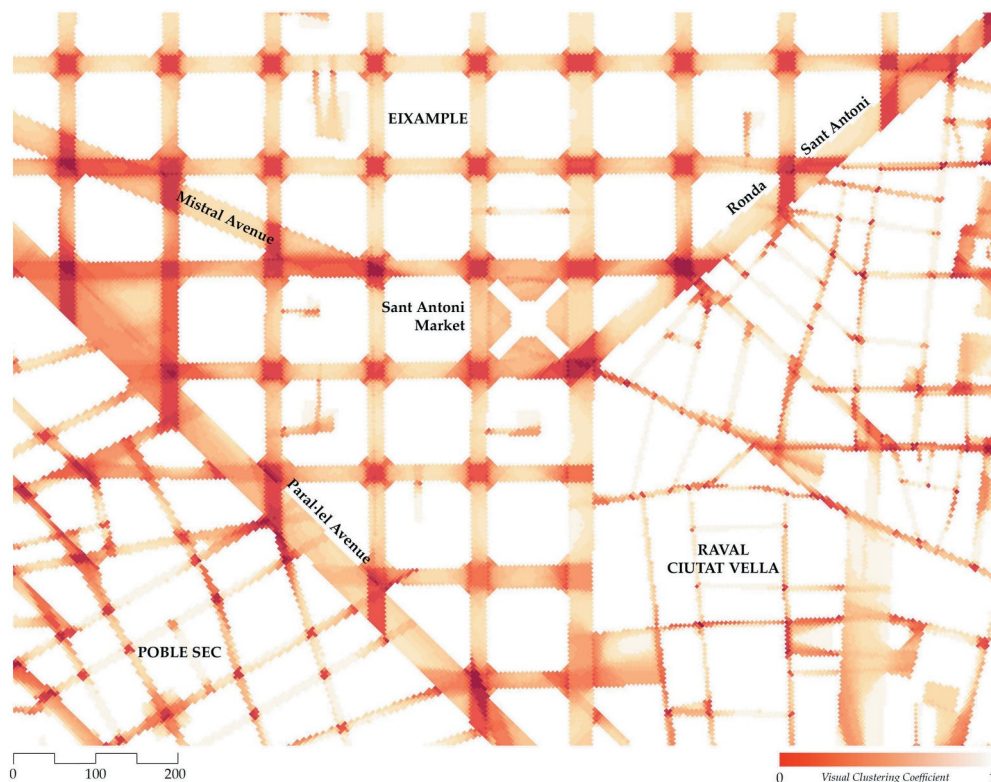 EIXAMPLE
Sant Antoni
Ronda
Mistral Avenue
Sant Antoni
Market
Paral·lel Avenue
RAVAL
CIUTAT VELLA
POBLE SEC
0 100 200
0 Visual Clustering Coefficient